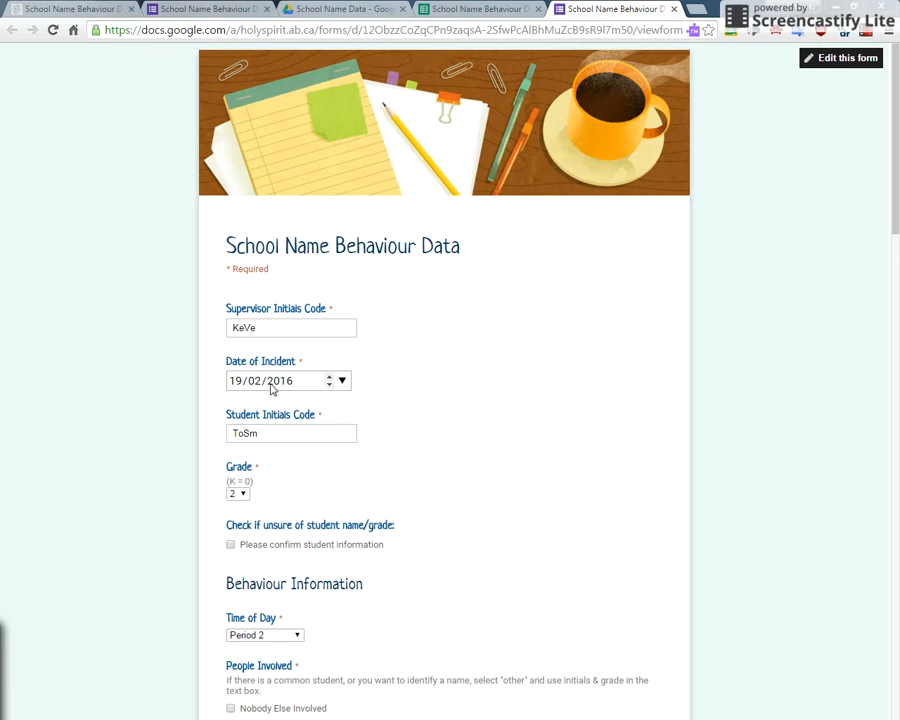 School Name Behaviour D
School Name Behaviour D
School Name Data - Goog
School Name Behaviour D
School Name Behaviour D
powered by
Screencastify Lite
https://docs.google.com/a/holyspirit.ab.ca/forms/d/12ObzzCoZqCPn9zaqsA-2SfwPcAlBhMuZcB9sR9l7m50/viewform
Edit this form
School Name Behaviour Data
* Required
Supervisor Initials Code *
KeVe
Date of Incident *
19/02/2016
Student Initials Code *
ToSm
Grade *
(K = 0)
2
Check if unsure of student name/grade:
Please confirm student information
Behaviour Information
Time of Day *
Period 2
People Involved *
If there is a common student, or you want to identify a name, select "other" and use initials & grade in the
text box.
Nobody Else Involved